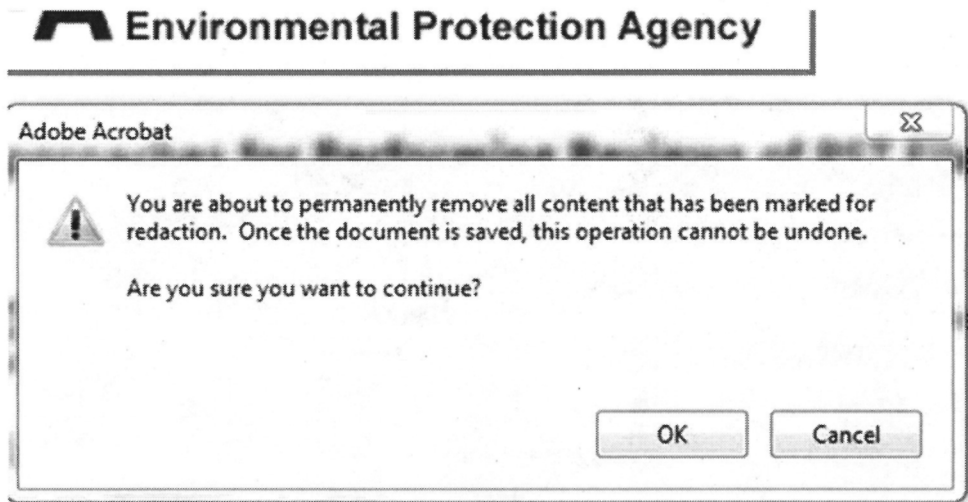 Environmental Protection Agency
Adobe Acrobat
You are about to permanently remove all content that has been marked for
redaction. Once the document is saved, this operation cannot be undone.
Are you sure you want to continue?
OK
Cancel